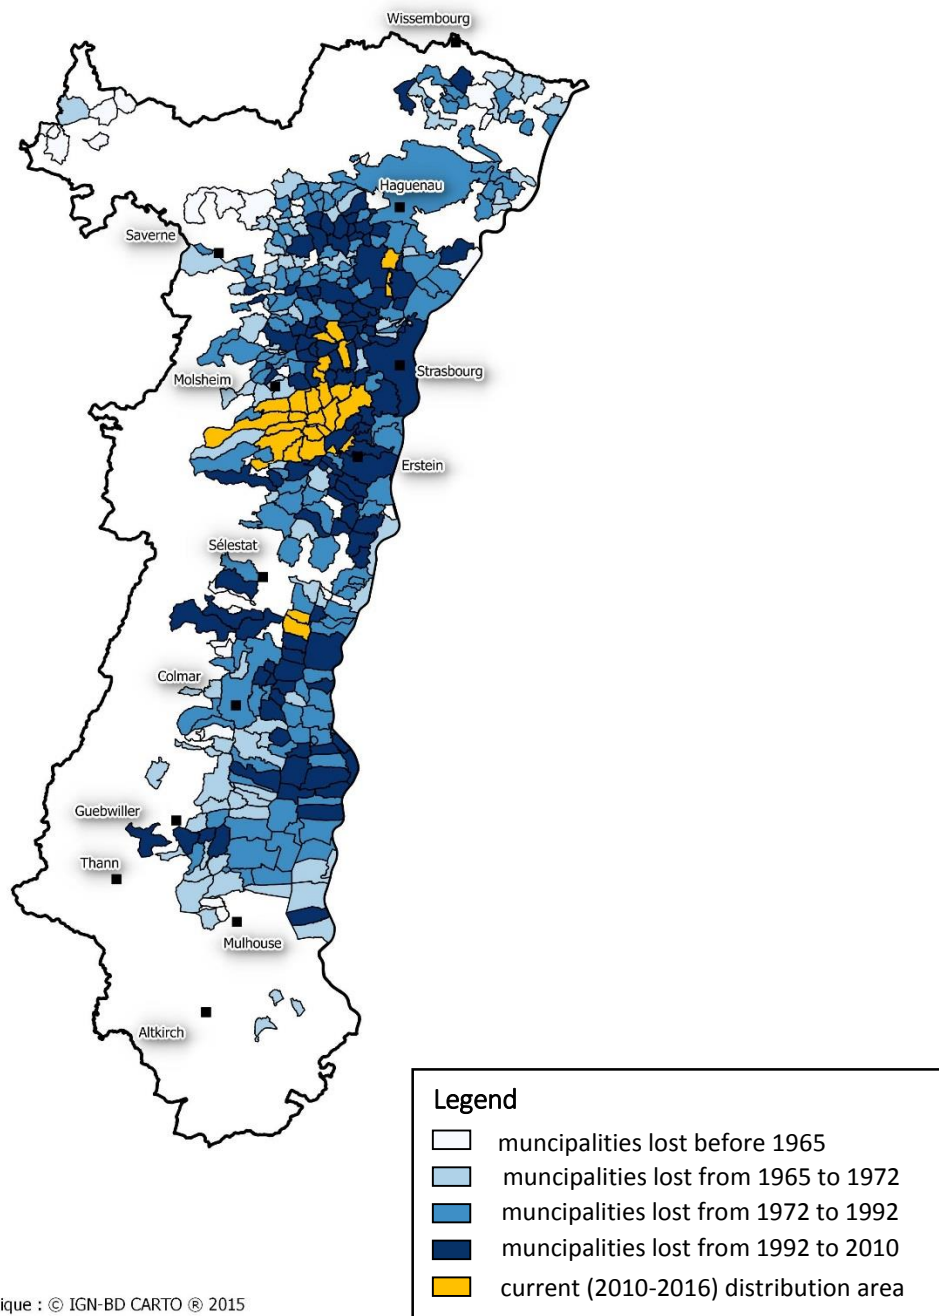 Wissembourg
Haguenau
Saverne
Strasbourg
Molsheim
Erstein
Sélestat
Colmar
Guebwiller
Thann
Mulhouse
Altkirch
Legend
muncipalities lost before 1965
muncipalities lost from 1965 to 1972
muncipalities lost from 1972 to 1992
muncipalities lost from 1992 to 2010
current (2010-2016) distribution area
ique : © IGN-BD CARTO ® 2015